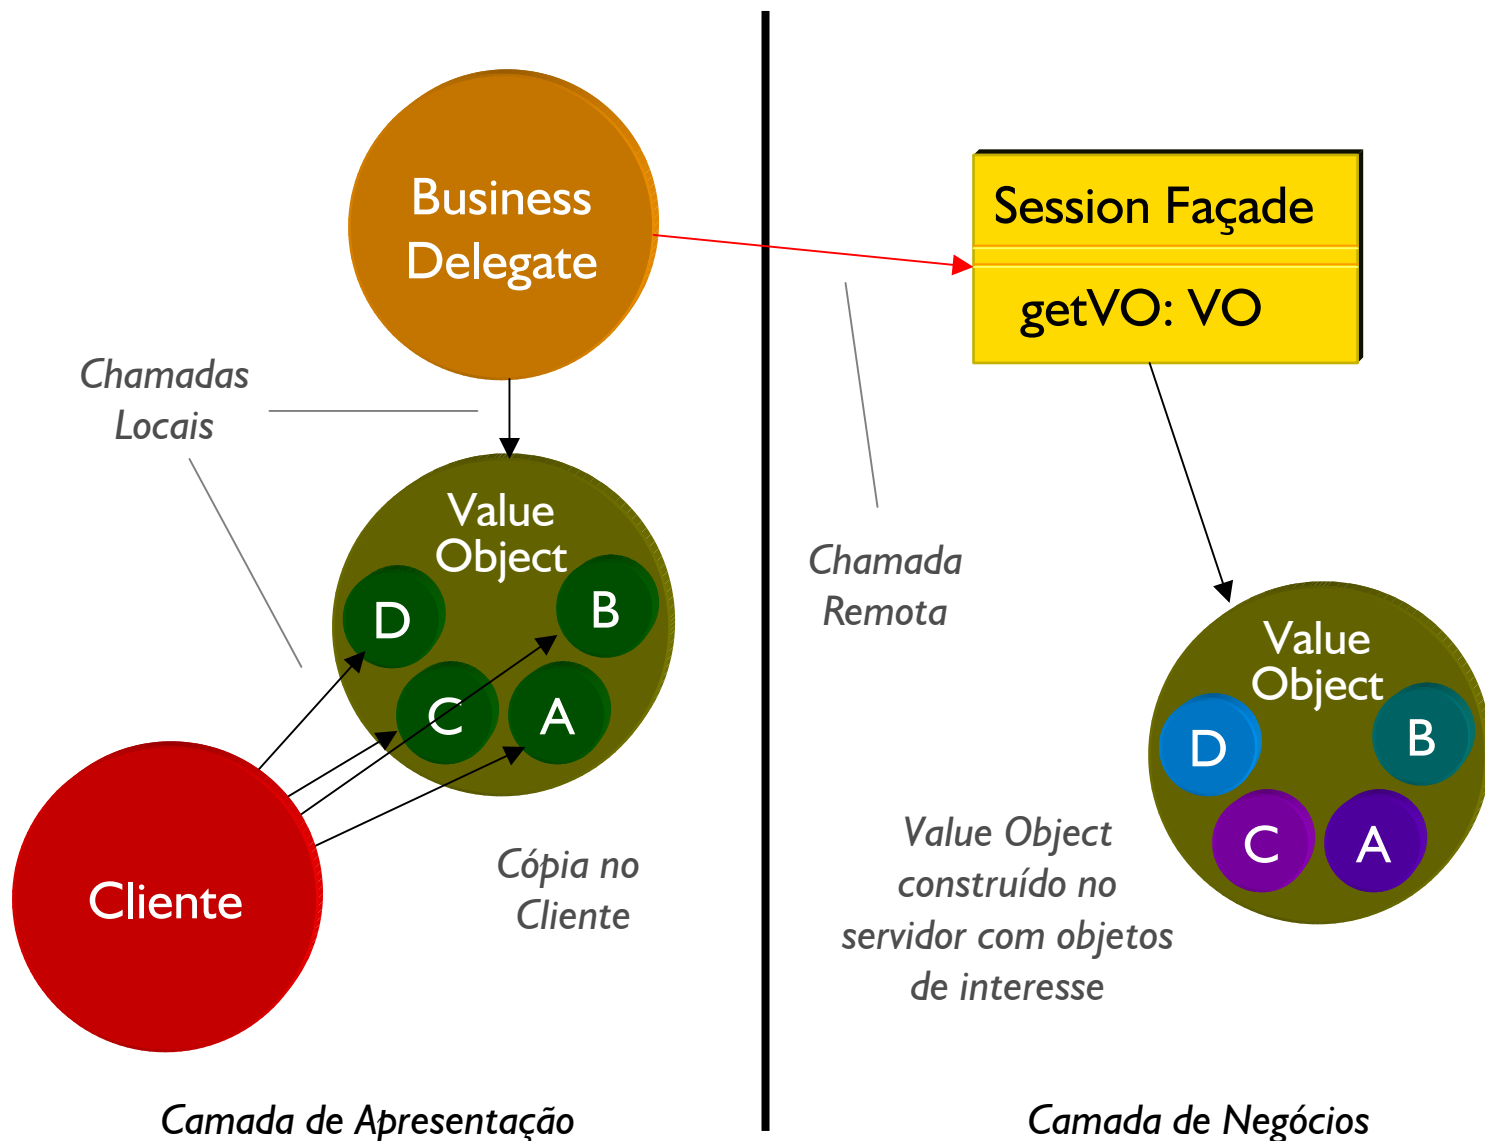 Business
Delegate
Session Façade
getVO: VO
Chamadas
Locais
Value
Object
D
B
C
A
Chamada
Remota
Value
Object
D
B
C
A
Cliente
Cópia no
Cliente
Value Object
construído no
servidor com objetos
de interesse
Camada de Apresentação
Camada de Negócios